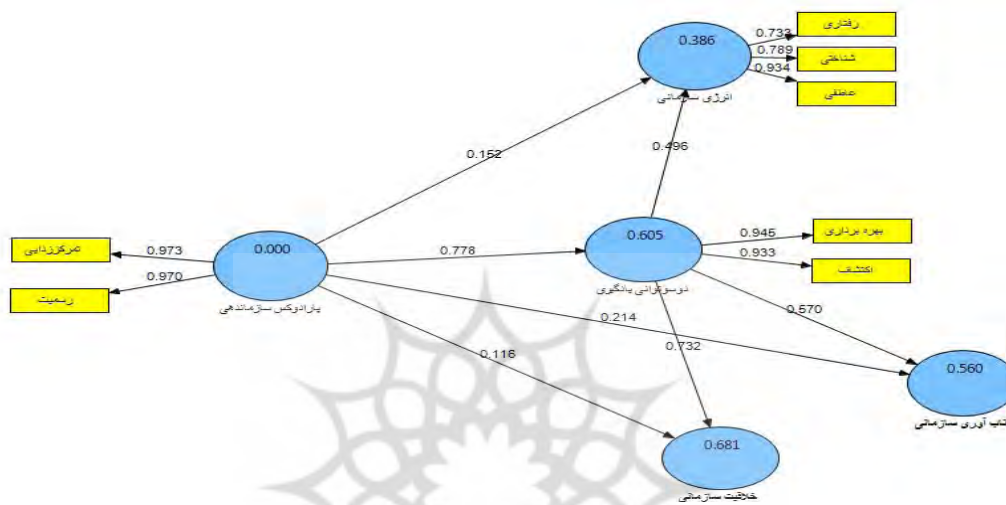 0.386
انرژی سازمانی
0.733
رفتاری
0.789
شناختی
0.934
عاطفی
0.152
0.496
تمرکززدایی
0.973
رسمیت
0.970
0.000
پارادوکس سازماندهی
0.778
0.605
دوسوتوانی یادگیری
0.945
بهره برداری
0.933
اکتشاف
0.214
0.570
0.116
0.732
0.560
تاب آوری سازمانی
0.681
خلاقیت سازمانی